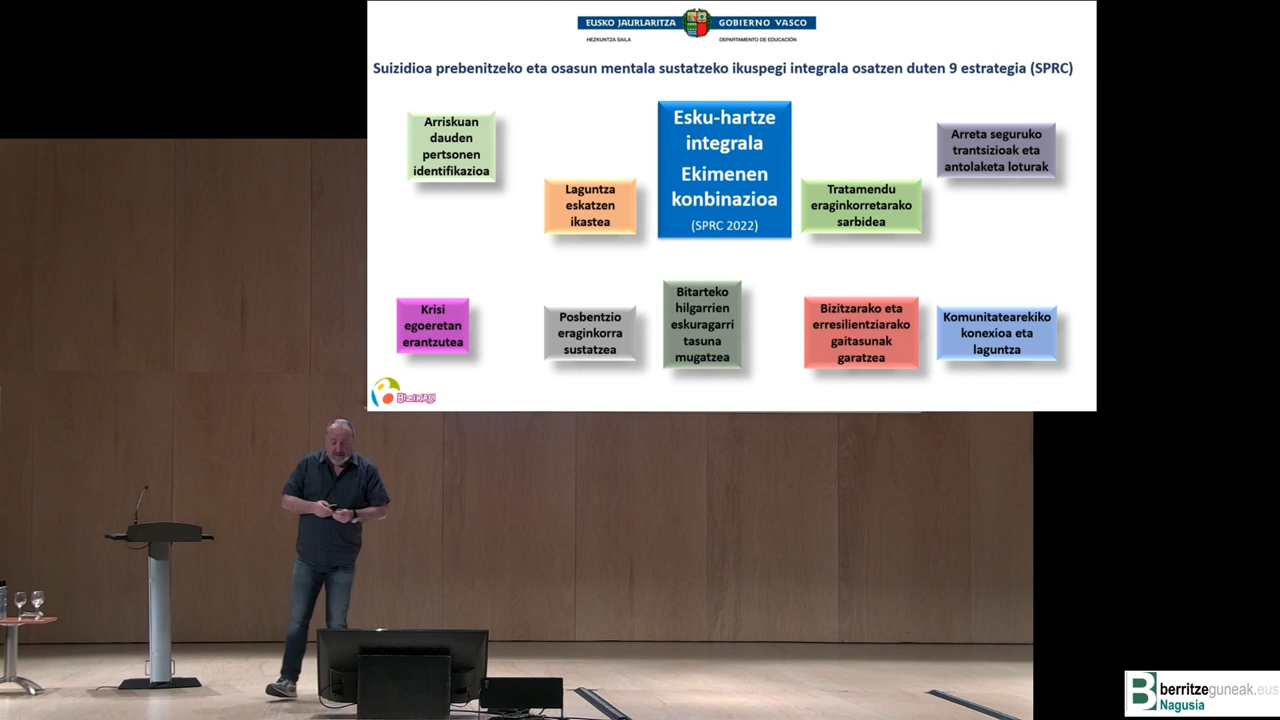 EUSKO JAURLARITZA
GOBIERNO VASCO
HEZKUNTZA SAILA
DEPARTAMENTO DE EDUCACIÓN
Suizidioa prebenitzeko eta osasun mentala sustatzeko ikuspegi integrala osatzen duten 9 estrategia (SPRC)
Arriskuan
dauden
pertsonen
identifikazioa
Laguntza
eskatzen
ikastea
Esku-hartze
integrala
Ekimenen
konbinazioa
(SPRC 2022)
Tratamendu
eraginkorretarako
sarbidea
Arreta seguruko
trantsizioak eta
antolaketa loturak
Krisi
egoeretan
erantzutea
Posbentzio
eraginkorra
sustatzea
Bitarteko
hilgarrien
eskuragarri
tasuna
mugatzea
Bizitzarako eta
erresilientziarako
gaitasunak
garatzea
Komunitatearekiko
konexioa eta
laguntza
BIZIKASI
berritzeguneak.eus
Nagusia